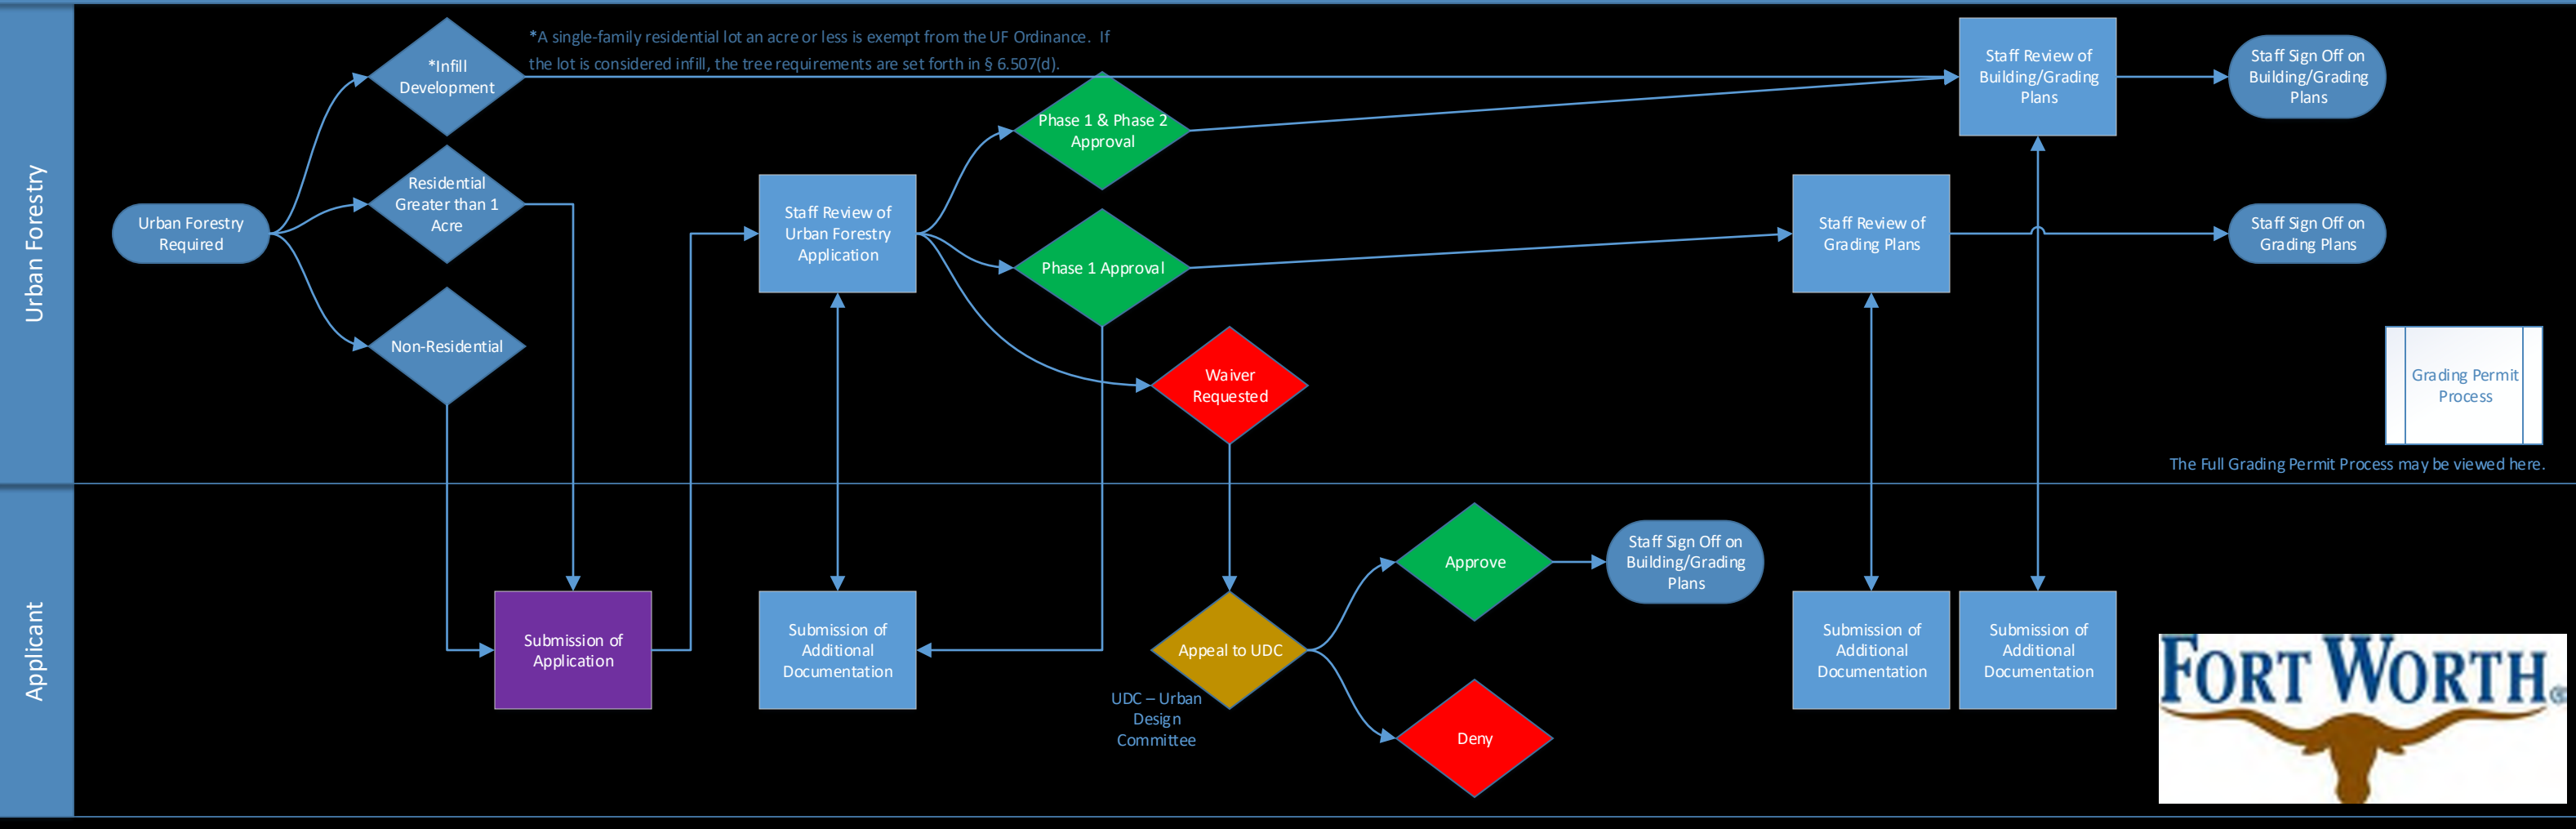 Urban Forestry
*A single-family residential lot an acre or less is exempt from the UF Ordinance. If
the lot is considered infill, the tree requirements are set forth in § 6.507(d).
Urban Forestry
Required
*Infill
Development
Residential
Greater than 1
Acre
Non-Residential
Staff Review of
Urban Forestry
Application
Phase 1 & Phase 2
Approval
Phase 1 Approval
Waiver
Requested
Staff Review of
Grading Plans
Staff Review of
Building/Grading
Plans
Staff Sign Off on
Building/Grading
Plans
Staff Sign Off on
Grading Plans
Grading Permit
Process
The Full Grading Permit Process may be viewed here.
Applicant
Submission of
Application
Submission of
Additional
Documentation
Appeal to UDC
UDC – Urban
Design
Committee
Approve
Deny
Staff Sign Off on
Building/Grading
Plans
Submission of
Additional
Documentation
Submission of
Additional
Documentation
FORT WORTH®